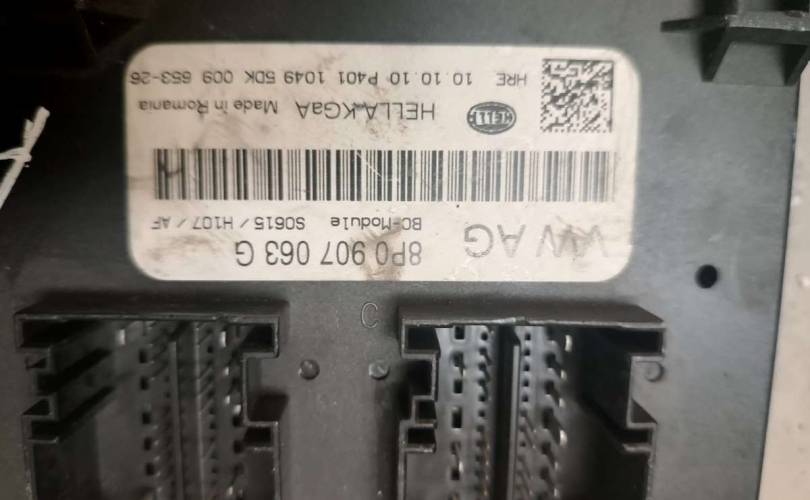 VW AG 8P0 907 063 G
BC-Module S0615 / H107 / AF
HELLA HELLA KGaA Made in Romania
HRE 10.10.10 P401 1049 5DK 009 653-26
C